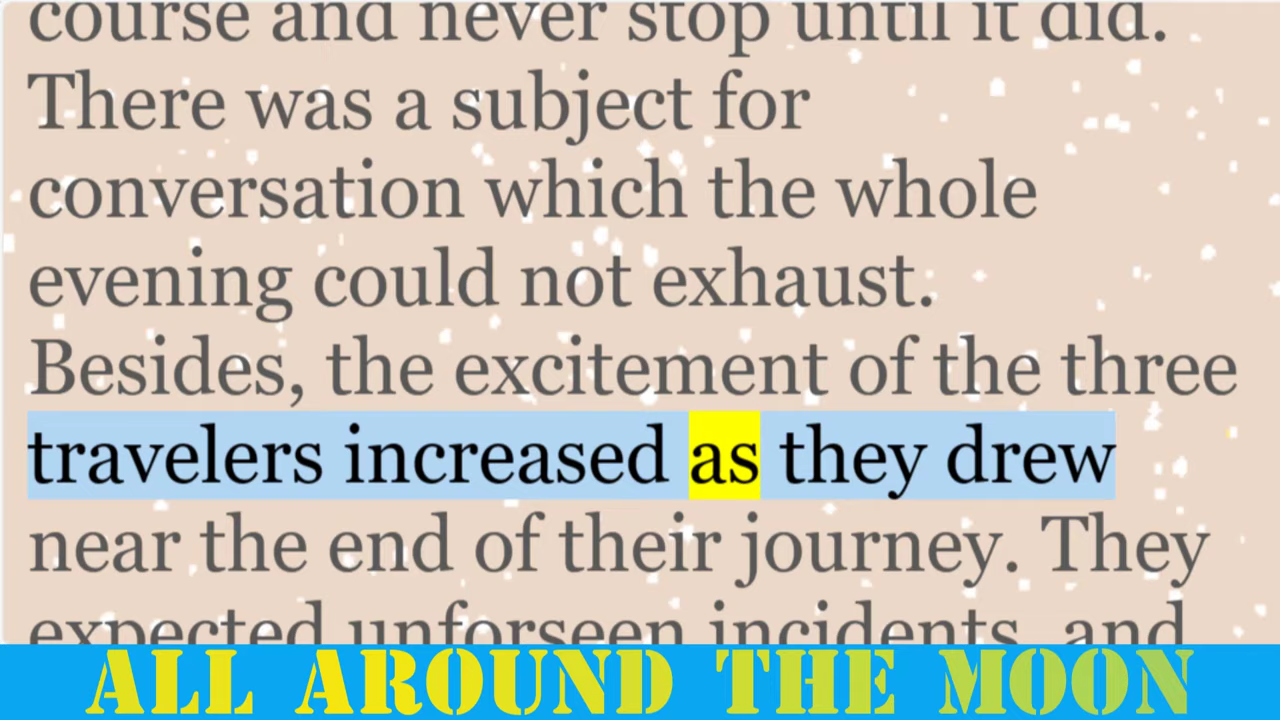 course and never stop until it did.
There was a subject for
conversation which the whole
evening could not exhaust.
Besides, the excitement of the three
travelers increased as they drew
near the end of their journey. They
expected unforseen incidents, and
ALL AROUND THE MOON